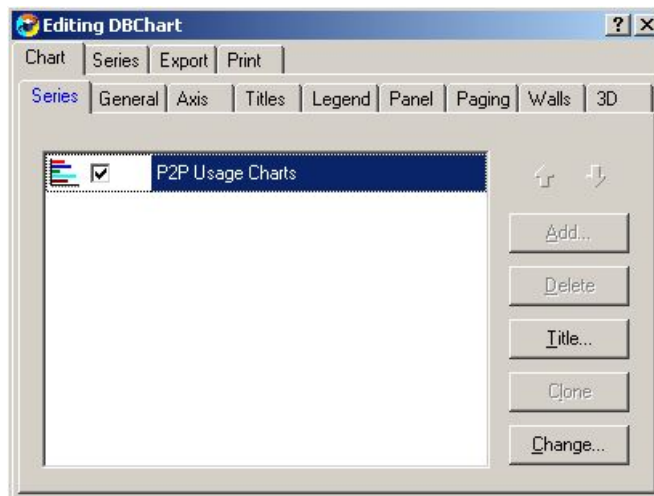 Editing DBChart
Chart Series Export Print
Series General Axis Titles Legend Panel Paging Walls 3D
P2P Usage Charts
Add...
Delete
Title...
Clone
Change...